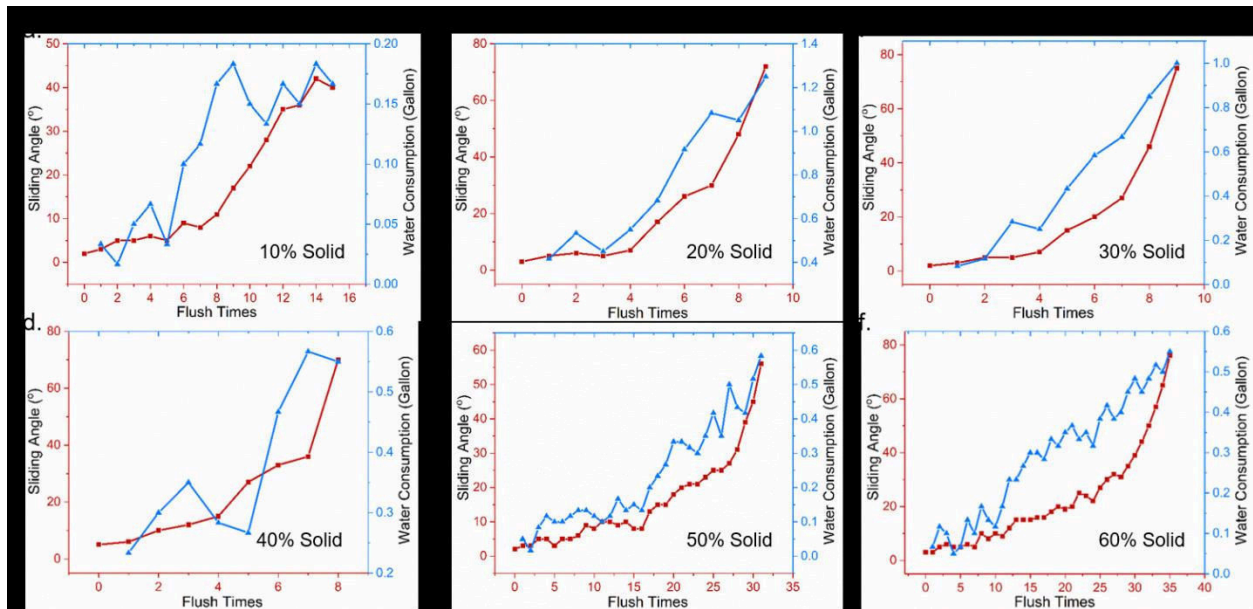 50
40
30
20
10
0
Sliding Angle (°)
0.20
0.15
0.10
0.05
0.00
Water Consumption (Gallon)
10% Solid
0 2 4 6 8 10 12 14 16
Flush Times
80
60
40
20
0
Sliding Angle (°)
1.4
1.2
1.0
0.8
0.6
0.4
Water Consumption (Gallon)
20% Solid
0 2 4 6 8 10
Flush Times
80
60
40
20
0
Sliding Angle (°)
1.0
0.8
0.6
0.4
0.2
0.0
Water Consumption (Gallon)
30% Solid
0 2 4 6 8 10
Flush Times
d.
80
60
40
20
0
Sliding Angle (°)
0.6
0.5
0.4
0.3
0.2
Water Consumption (Gallon)
40% Solid
0 2 4 6 8
Flush Times
60
50
40
30
20
10
0
Sliding Angle (°)
0.6
0.5
0.4
0.3
0.2
0.1
0.0
Water Consumption (Gallon)
50% Solid
0 5 10 15 20 25 30 35
Flush Times
f.
80
60
40
20
0
Sliding Angle (°)
0.6
0.5
0.4
0.3
0.2
0.1
0.0
Water Consumption (Gallon)
60% Solid
0 5 10 15 20 25 30 35 40
Flush Times